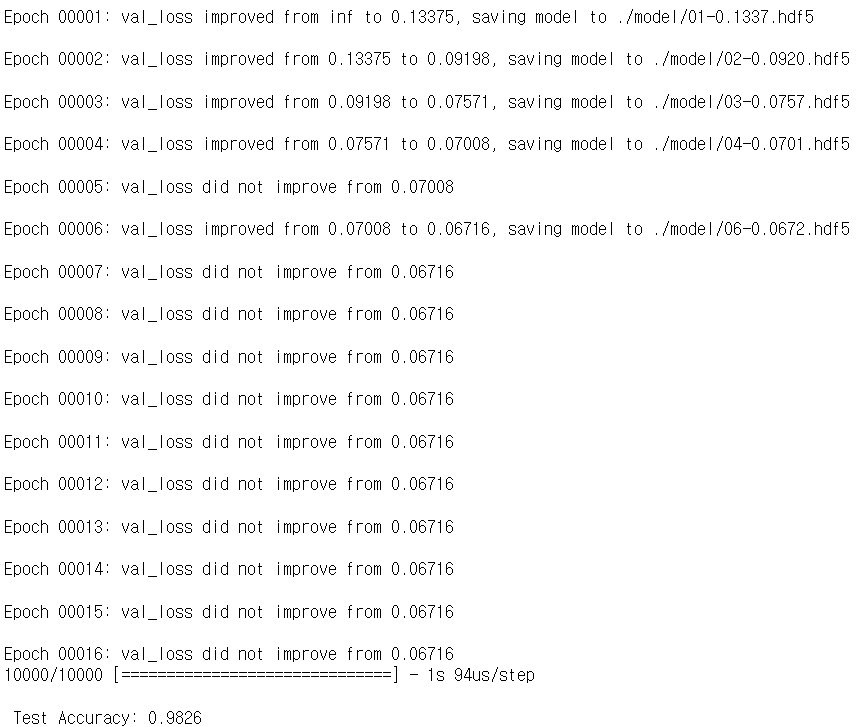 Epoch 00001: val_loss improved from inf to 0.13375, saving model to ./model/01-0.1337.hdf5
Epoch 00002: val_loss improved from 0.13375 to 0.09198, saving model to ./model/02-0.0920.hdf5
Epoch 00003: val_loss improved from 0.09198 to 0.07571, saving model to ./model/03-0.0757.hdf5
Epoch 00004: val_loss improved from 0.07571 to 0.07008, saving model to ./model/04-0.0701.hdf5
Epoch 00005: val_loss did not improve from 0.07008
Epoch 00006: val_loss improved from 0.07008 to 0.06716, saving model to ./model/06-0.0672.hdf5
Epoch 00007: val_loss did not improve from 0.06716
Epoch 00008: val_loss did not improve from 0.06716
Epoch 00009: val_loss did not improve from 0.06716
Epoch 00010: val_loss did not improve from 0.06716
Epoch 00011: val_loss did not improve from 0.06716
Epoch 00012: val_loss did not improve from 0.06716
Epoch 00013: val_loss did not improve from 0.06716
Epoch 00014: val_loss did not improve from 0.06716
Epoch 00015: val_loss did not improve from 0.06716
Epoch 00016: val_loss did not improve from 0.06716
10000/10000 [==============================] - 1s 94us/step
Test Accuracy: 0.9826